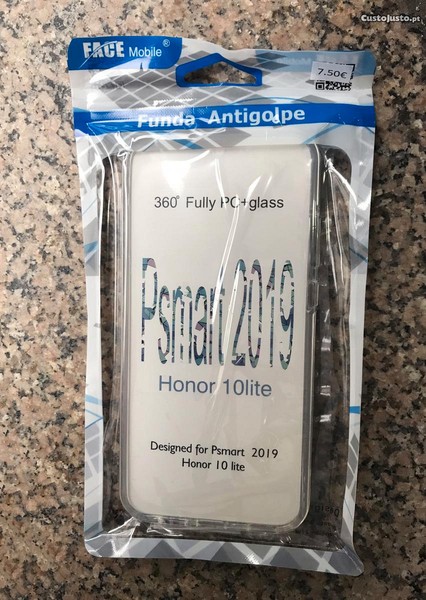 CustoJusto.pt
FACE Mobile®
7.50€
Funda Antigolpe
360° Fully PC+glass
Psmart 2019
Honor 10lite
Designed for Psmart 2019
Honor 10 lite